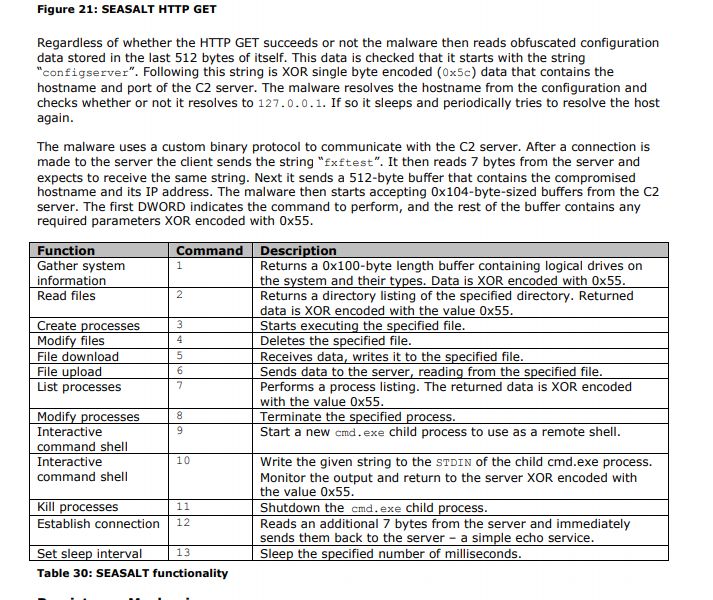 Figure 21: SEASALT HTTP GET
Regardless of whether the HTTP GET succeeds or not the malware then reads obfuscated configuration
data stored in the last 512 bytes of itself. This data is checked that it starts with the string
"configserver". Following this string is XOR single byte encoded (0x5c) data that contains the
hostname and port of the C2 server. The malware resolves the hostname from the configuration and
checks whether or not it resolves to 127.0.0.1. If so it sleeps and periodically tries to resolve the host
again.
The malware uses a custom binary protocol to communicate with the C2 server. After a connection is
made to the server the client sends the string "fxftest". It then reads 7 bytes from the server and
expects to receive the same string. Next it sends a 512-byte buffer that contains the compromised
hostname and its IP address. The malware then starts accepting 0x104-byte-sized buffers from the C2
server. The first DWORD indicates the command to perform, and the rest of the buffer contains any
required parameters XOR encoded with 0x55.
Function Command Description
Gather system 1 Returns a 0x100-byte length buffer containing logical drives on
information the system and their types. Data is XOR encoded with 0x55.
Read files 2 Returns a directory listing of the specified directory. Returned
data is XOR encoded with the value 0x55.
Create processes 3 Starts executing the specified file.
Modify files 4 Deletes the specified file.
File download 5 Receives data, writes it to the specified file.
File upload 6 Sends data to the server, reading from the specified file.
List processes 7 Performs a process listing. The returned data is XOR encoded
with the value 0x55.
Modify processes 8 Terminate the specified process.
Interactive 9 Start a new cmd.exe child process to use as a remote shell.
command shell
Interactive 10 Write the given string to the STDIN of the child cmd.exe process.
command shell Monitor the output and return to the server XOR encoded with
the value 0x55.
Kill processes 11 Shutdown the cmd.exe child process.
Establish connection 12 Reads an additional 7 bytes from the server and immediately
sends them back to the server – a simple echo service.
Set sleep interval 13 Sleep the specified number of milliseconds.
Table 30: SEASALT functionality